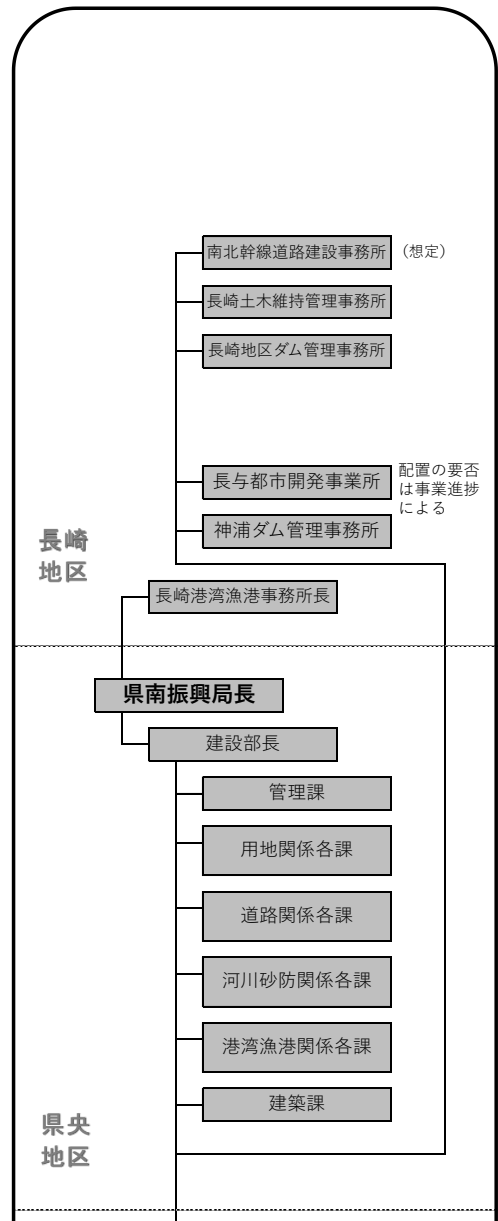 南北幹線道路建設事務所 (想定)
長崎土木維持管理事務所
長崎地区ダム管理事務所
長与都市開発事業所
配置の要否
は事業進捗
による
神浦ダム管理事務所
長崎
地区
長崎港湾漁港事務所長
県南振興局長
建設部長
管理課
用地関係各課
道路関係各課
河川砂防関係各課
港湾漁港関係各課
建築課
県央
地区